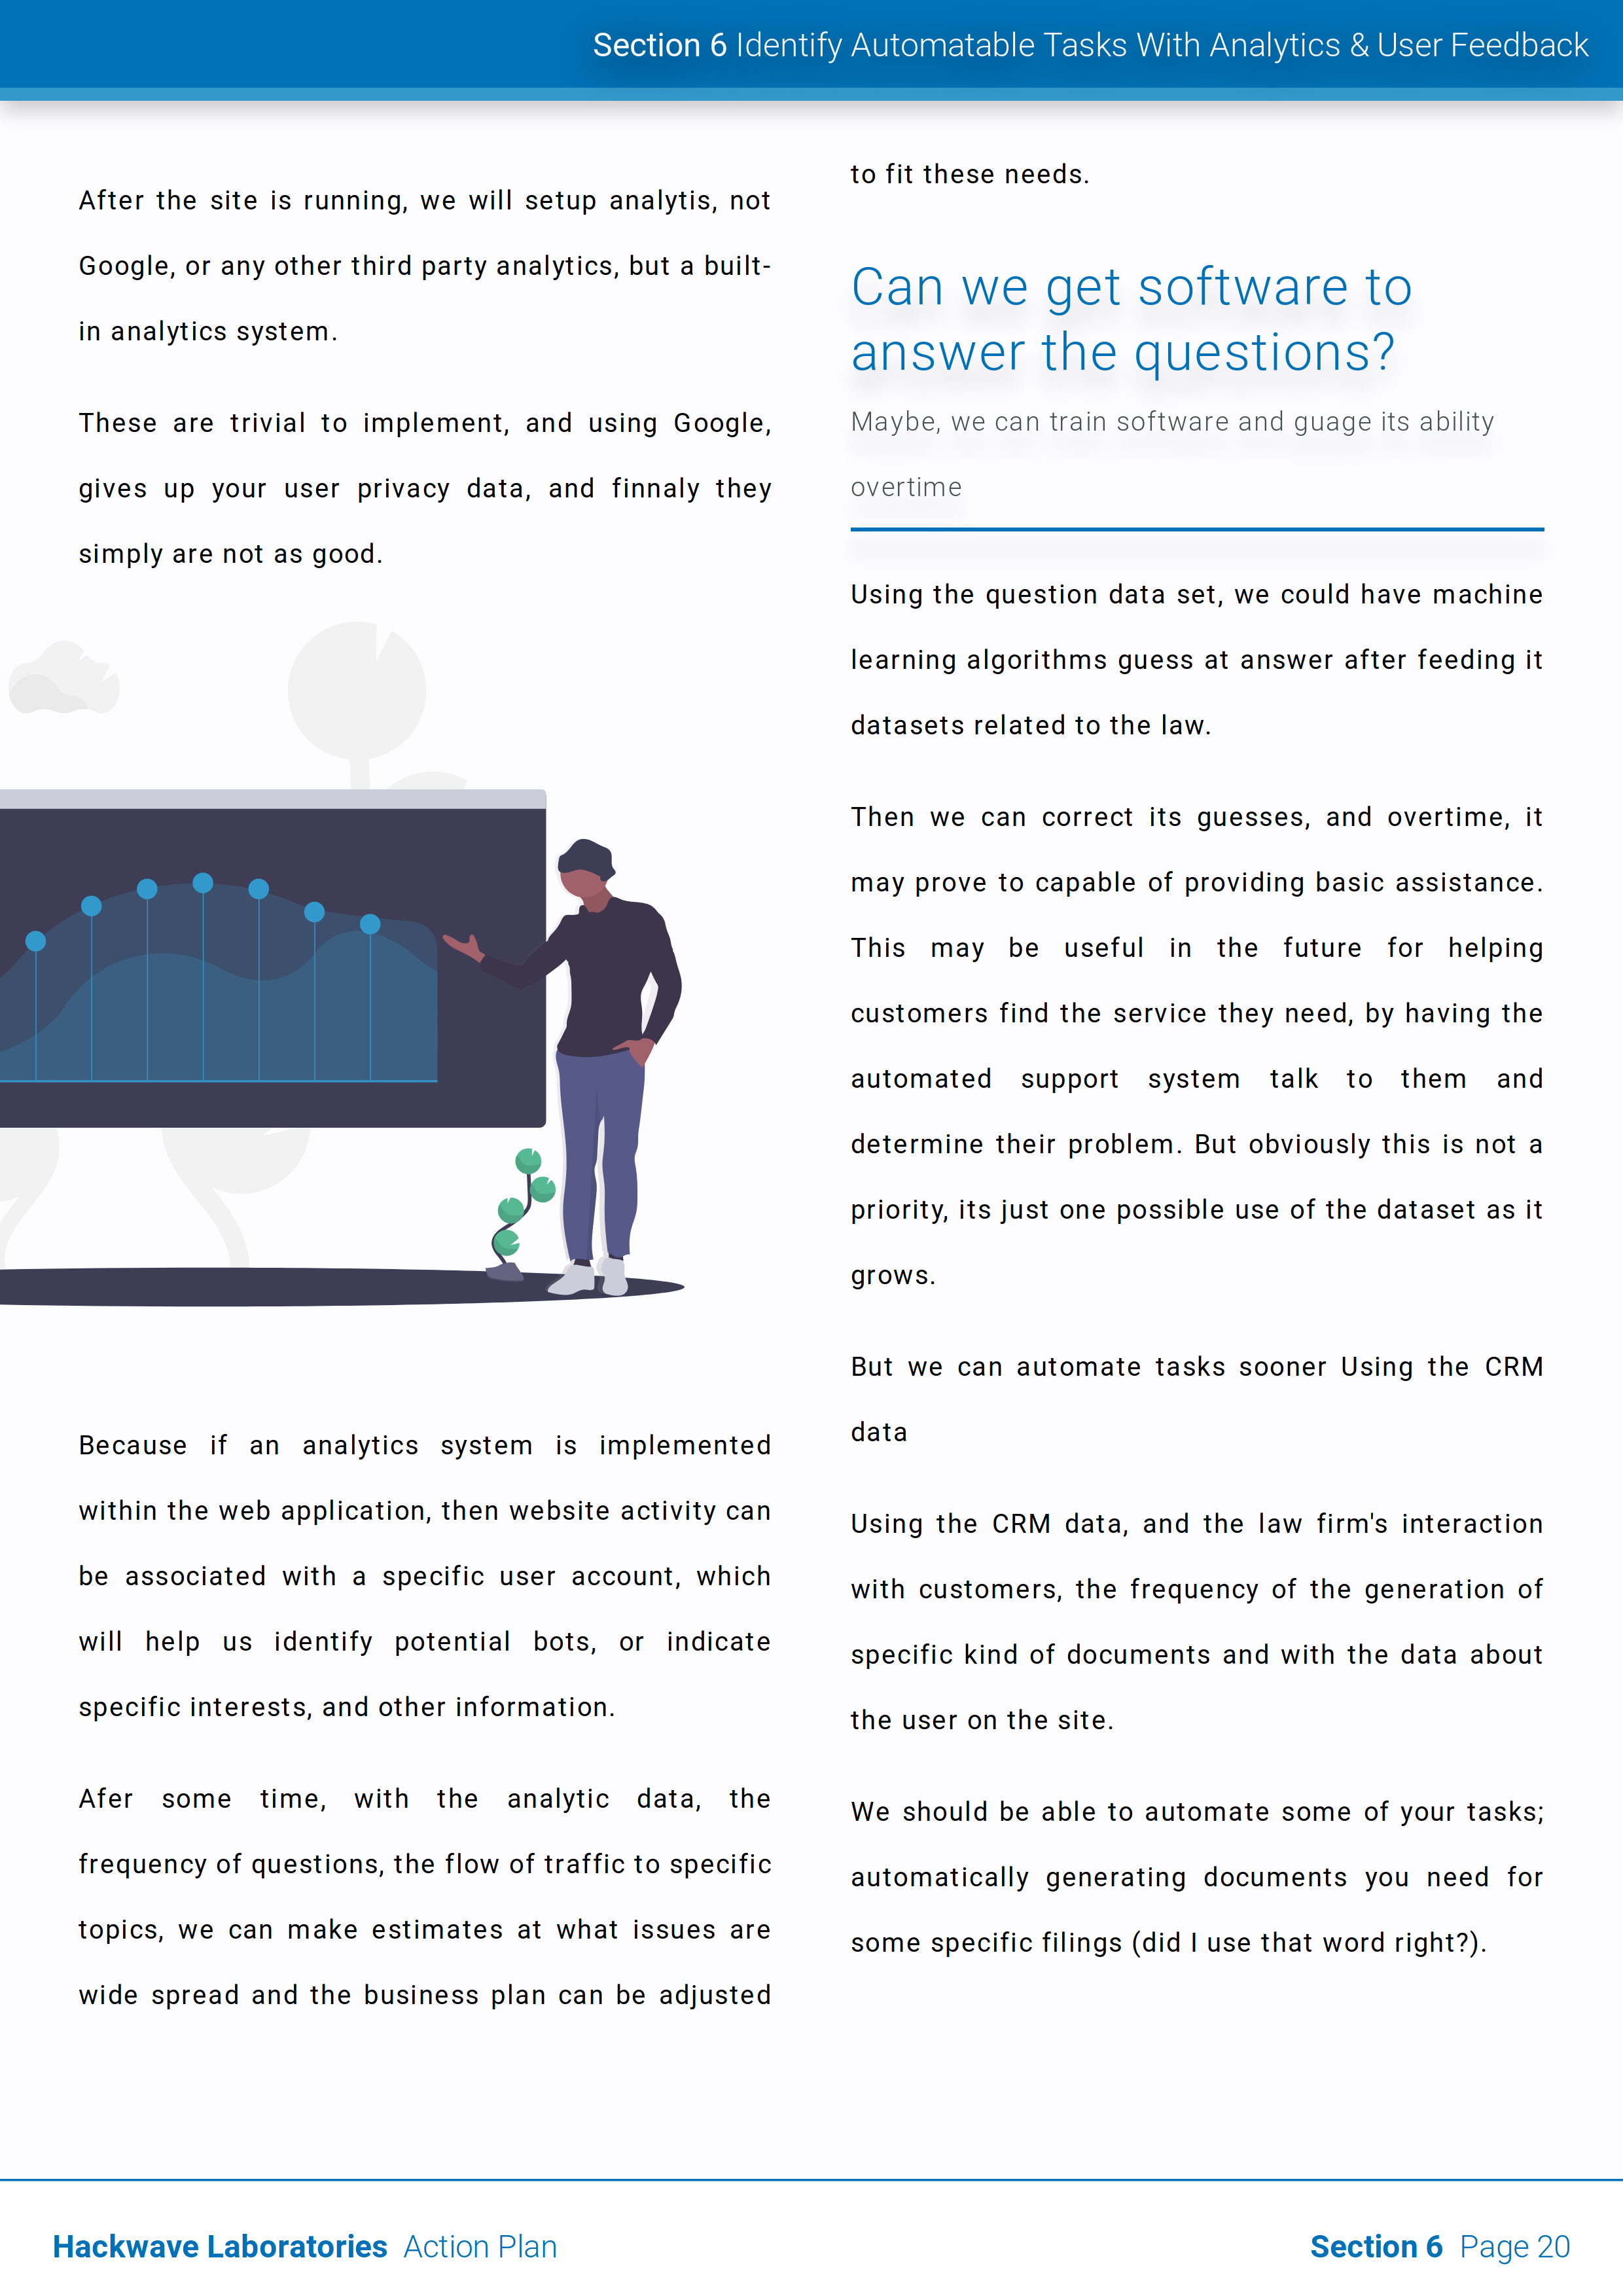 Section 6 Identify Automatable Tasks With Analytics & User Feedback
After the site is running, we will setup analytis, not
Google, or any other third party analytics, but a built-
in analytics system.
These are trivial to implement, and using Google,
gives up your user privacy data, and finnaly they
simply are not as good.
Because if an analytics system is implemented
within the web application, then website activity can
be associated with a specific user account, which
will help us identify potential bots, or indicate
specific interests, and other information.
Afer some time, with the analytic data, the
frequency of questions, the flow of traffic to specific
topics, we can make estimates at what issues are
wide spread and the business plan can be adjusted
to fit these needs.
Can we get software to
answer the questions?
Maybe, we can train software and guage its ability
overtime
Using the question data set, we could have machine
learning algorithms guess at answer after feeding it
datasets related to the law.
Then we can correct its guesses, and overtime, it
may prove to capable of providing basic assistance.
This may be useful in the future for helping
customers find the service they need, by having the
automated support system talk to them and
determine their problem. But obviously this is not a
priority, its just one possible use of the dataset as it
grows.
But we can automate tasks sooner Using the CRM
data
Using the CRM data, and the law firm's interaction
with customers, the frequency of the generation of
specific kind of documents and with the data about
the user on the site.
We should be able to automate some of your tasks;
automatically generating documents you need for
some specific filings (did I use that word right?).
Hackwave Laboratories Action Plan
Section 6 Page 20